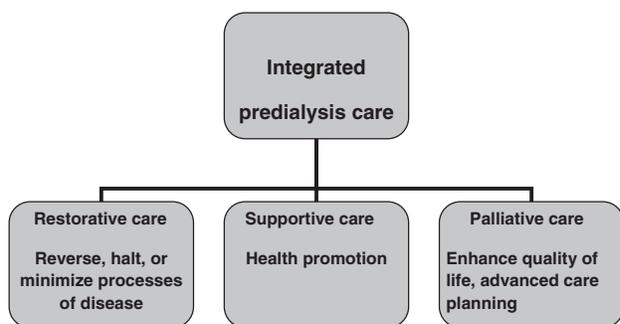 Integrated
predialysis care
Restorative care
Reverse, halt, or
minimize processes
of disease
Supportive care
Health promotion
Palliative care
Enhance quality of
life, advanced care
planning